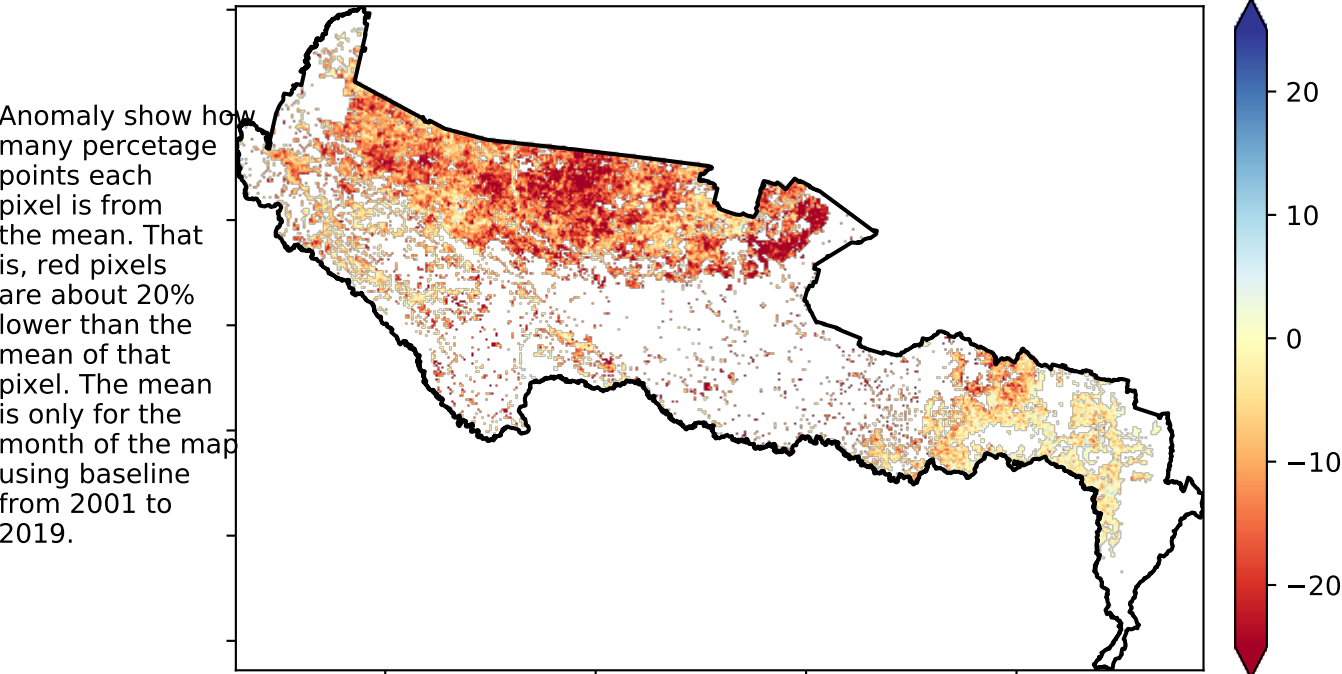 Anomaly show how
many percetage
points each
pixel is from
the mean. That
is, red pixels
are about 20%
lower than the
mean of that
pixel. The mean
is only for the
month of the map
using baseline
from 2001 to
2019.
20
10
0
−10
−20